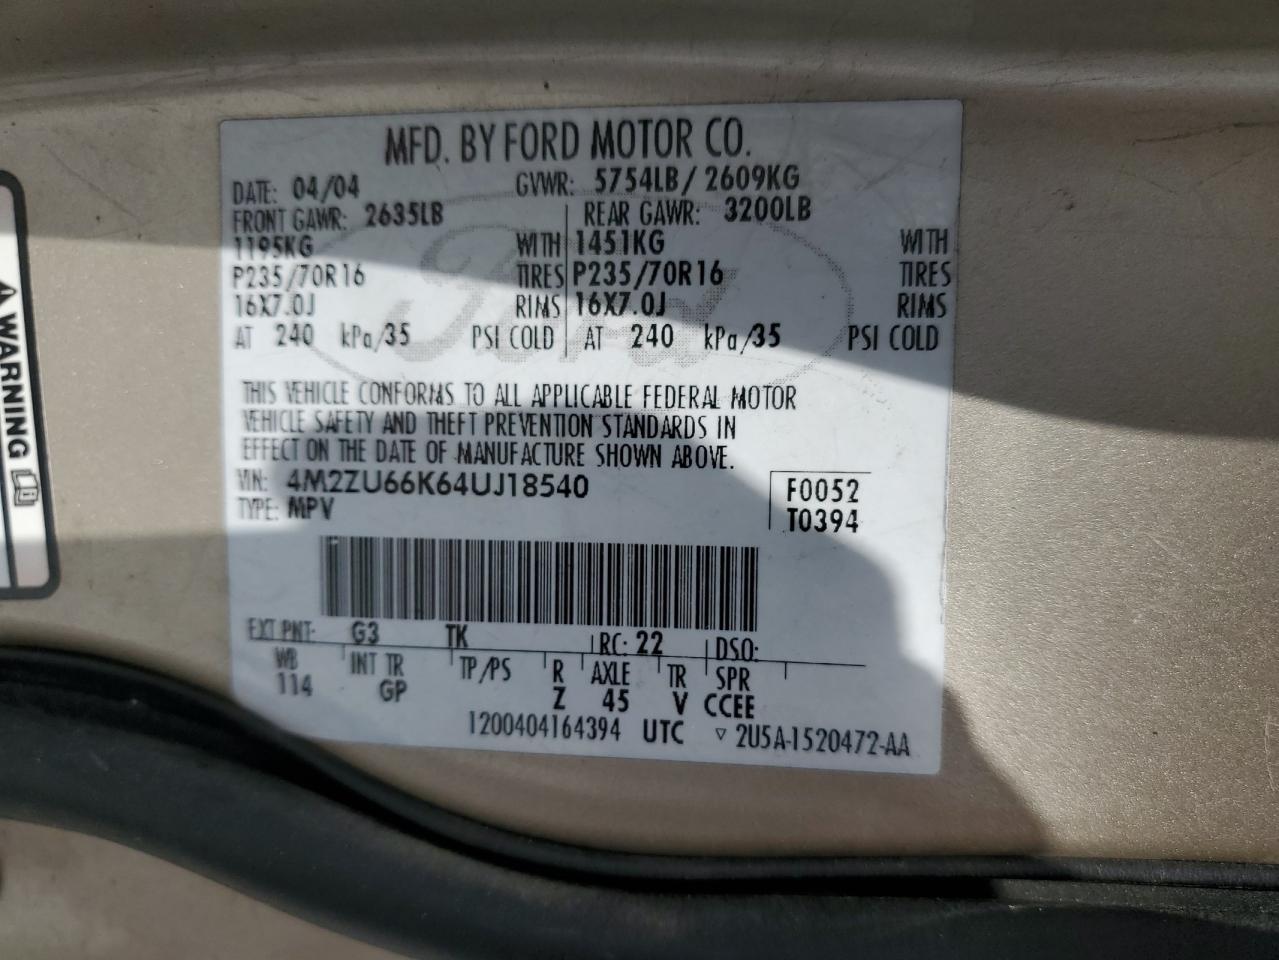 MFD. BY FORD MOTOR CO.
DATE: 04/04 GVWR: 5754LB/ 2609KG
FRONT GAWR: 2635LB REAR GAWR: 3200LB
1195KG WITH 1451KG WITH
P235/70R16 TIRES P235/70R16 TIRES
16X7.0J RIMS 16X7.0J RIMS
AT 240 kPa/35 PSI COLD AT 240 kPa/35 PSI COLD
Ford
THIS VEHICLE CONFORMS TO ALL APPLICABLE FEDERAL MOTOR
VEHICLE SAFETY AND THEFT PREVENTION STANDARDS IN
EFFECT ON THE DATE OF MANUFACTURE SHOWN ABOVE.
VIN: 4M2ZU66K64UJ18540 F0052
TYPE: MPV T0394
EXT PNT: G3 TK RC: 22 DSO:
WB INT TR TP/PS R AXLE TR SPR
114 GP Z 45 V CCEE
1200404164394 UTC ▽ 2U5A-1520472-AA
WARNING